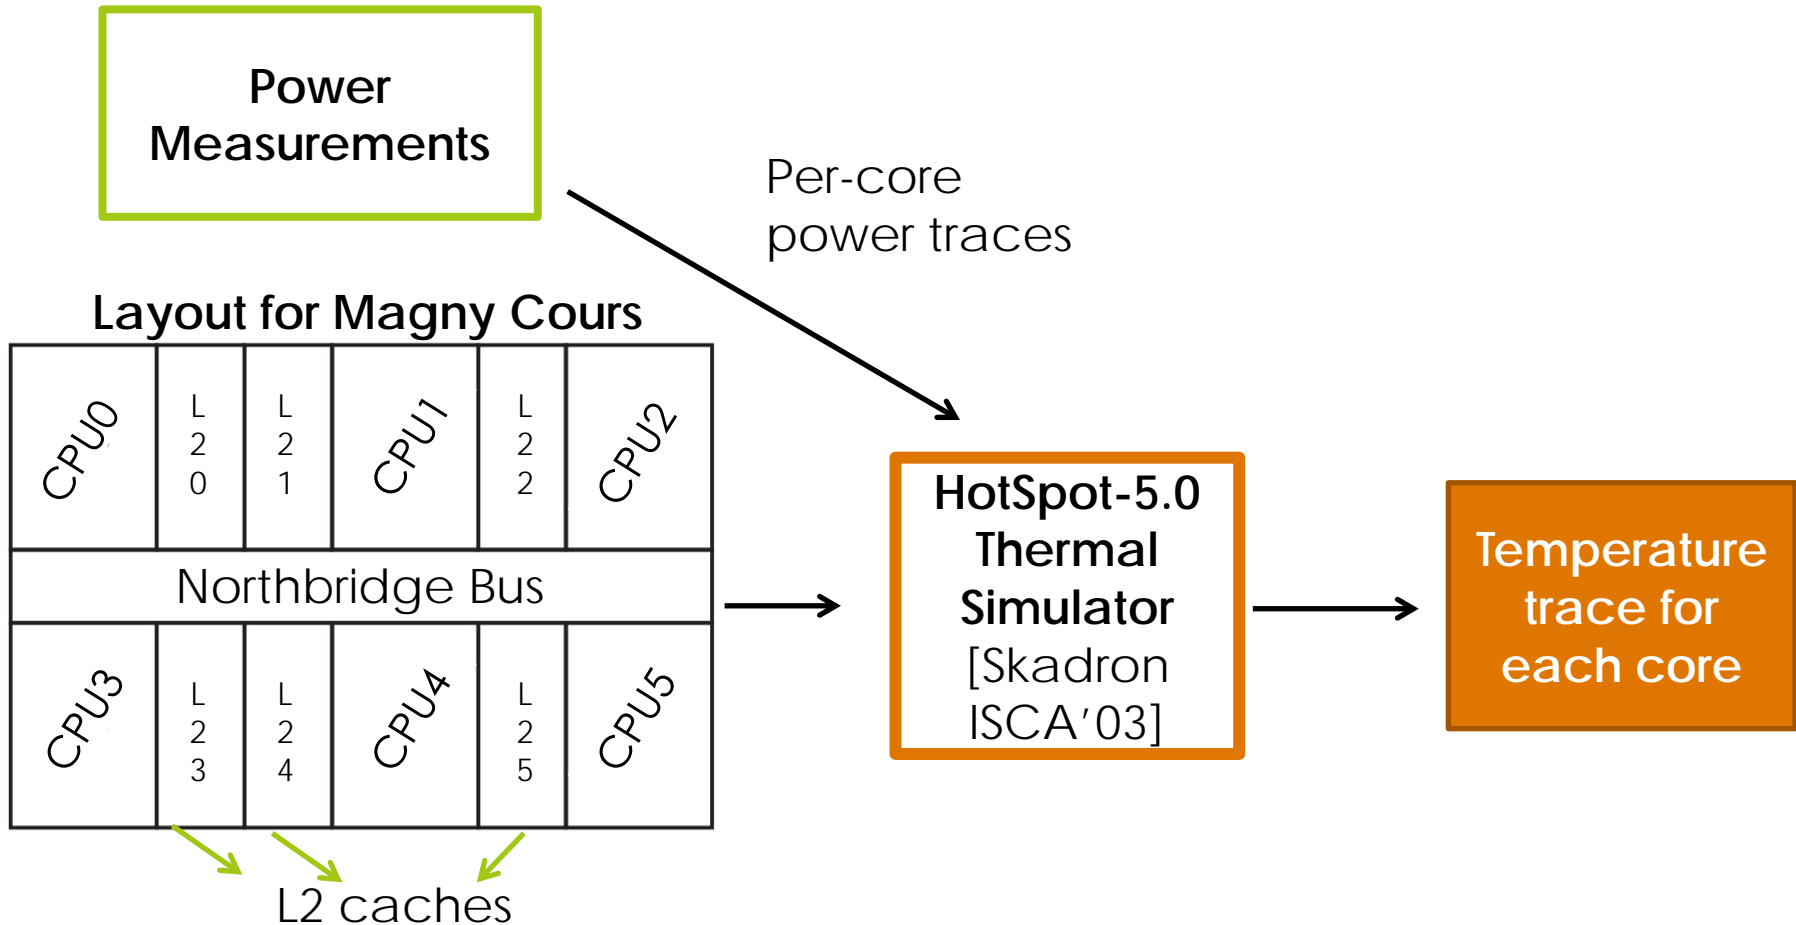 Power
Measurements
Per-core
power traces
Layout for Magny Cours
CPU0
L
2
0
L
2
1
CPU1
L
2
2
CPU2
Northbridge Bus
CPU3
L
2
3
L
2
4
CPU4
L
2
5
CPU5
L2 caches
HotSpot-5.0
Thermal
Simulator
[Skadron
ISCA’03]
Temperature
trace for
each core